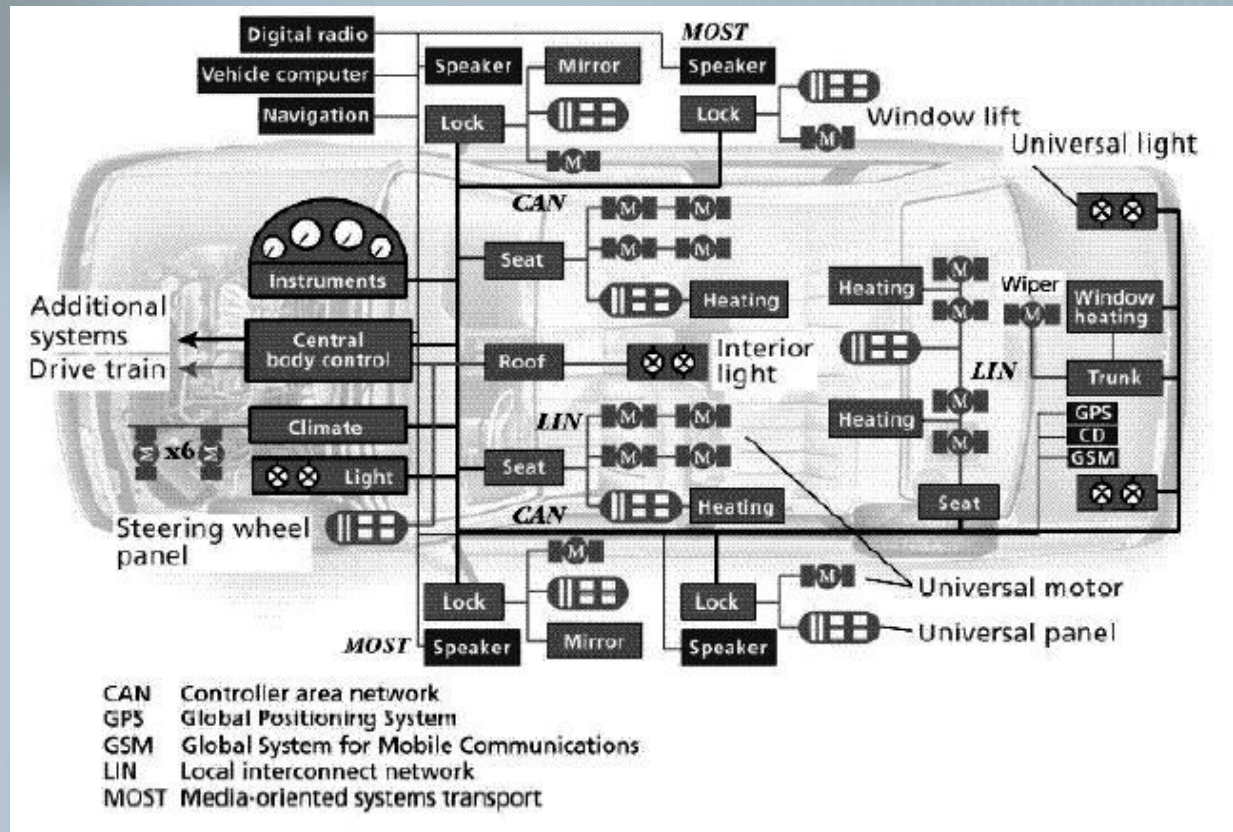 Digital radio
Vehicle computer
Navigation
Speaker
Mirror
Lock
M
MOST
Speaker
Lock
M
Window lift
Universal light
CAN
M M
M M
Seat
Heating
Instruments
Additional
systems
Drive train
Central
body control
Roof
Interior
light
Climate
M x6 M
Light
Steering wheel
panel
LIN
M M
M M
Seat
Heating
CAN
Heating
M
M
Heating
M
M
LIN
Seat
Wiper
M
Window
heating
Trunk
GPS
CD
GSM
Lock
M
Mirror
MOST
Speaker
Lock
M
Speaker
Universal motor
Universal panel
CAN Controller area network
GPS Global Positioning System
GSM Global System for Mobile Communications
LIN Local interconnect network
MOST Media-oriented systems transport